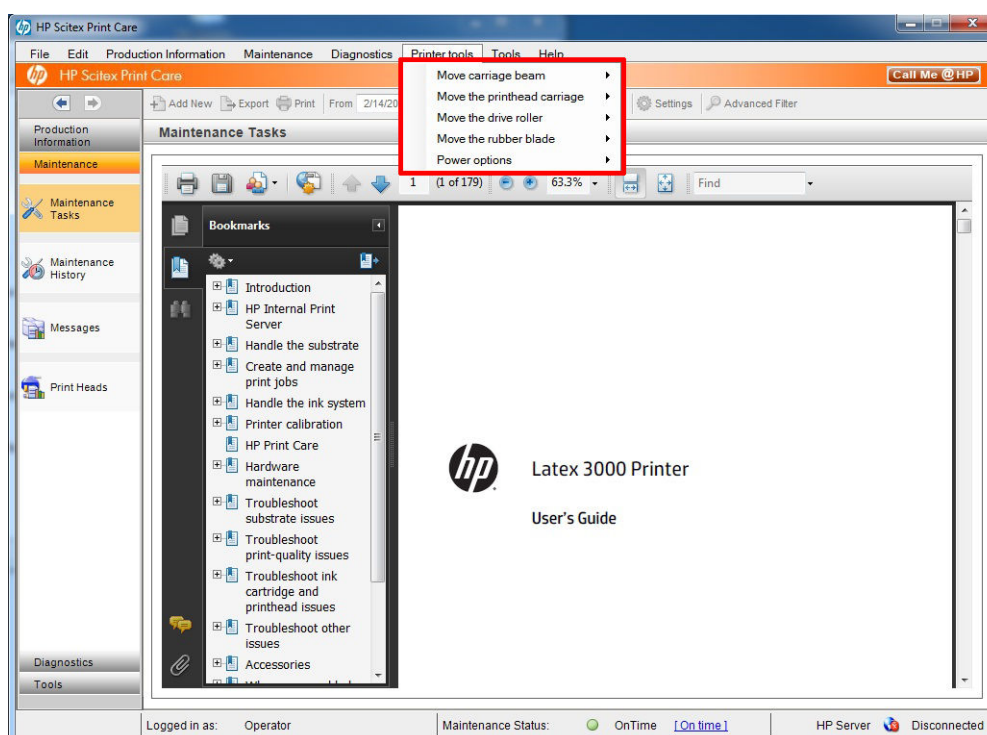 HP Scitex Print Care
File Edit Production Information Maintenance Diagnostics Printer tools Tools Help
HP Scitex Print Care
Call Me @ HP
Move carriage beam
Move the printhead carriage
Move the drive roller
Move the rubber blade
Power options
Add New Export Print From 2/14/20 Settings Advanced Filter
Production
Information
Maintenance
Maintenance
Tasks
Maintenance
History
Messages
Print Heads
Diagnostics
Tools
Maintenance Tasks
1 (1 of 179) 63.3% Find
Bookmarks
Introduction
HP Internal Print
Server
Handle the substrate
Create and manage
print jobs
Handle the ink system
Printer calibration
HP Print Care
Hardware
maintenance
Troubleshoot
substrate issues
Troubleshoot
print-quality issues
Troubleshoot ink
cartridge and
printhead issues
Troubleshoot other
issues
Accessories
hp
Latex 3000 Printer
User's Guide
Logged in as: Operator Maintenance Status: OnTime [ On time ] HP Server Disconnected